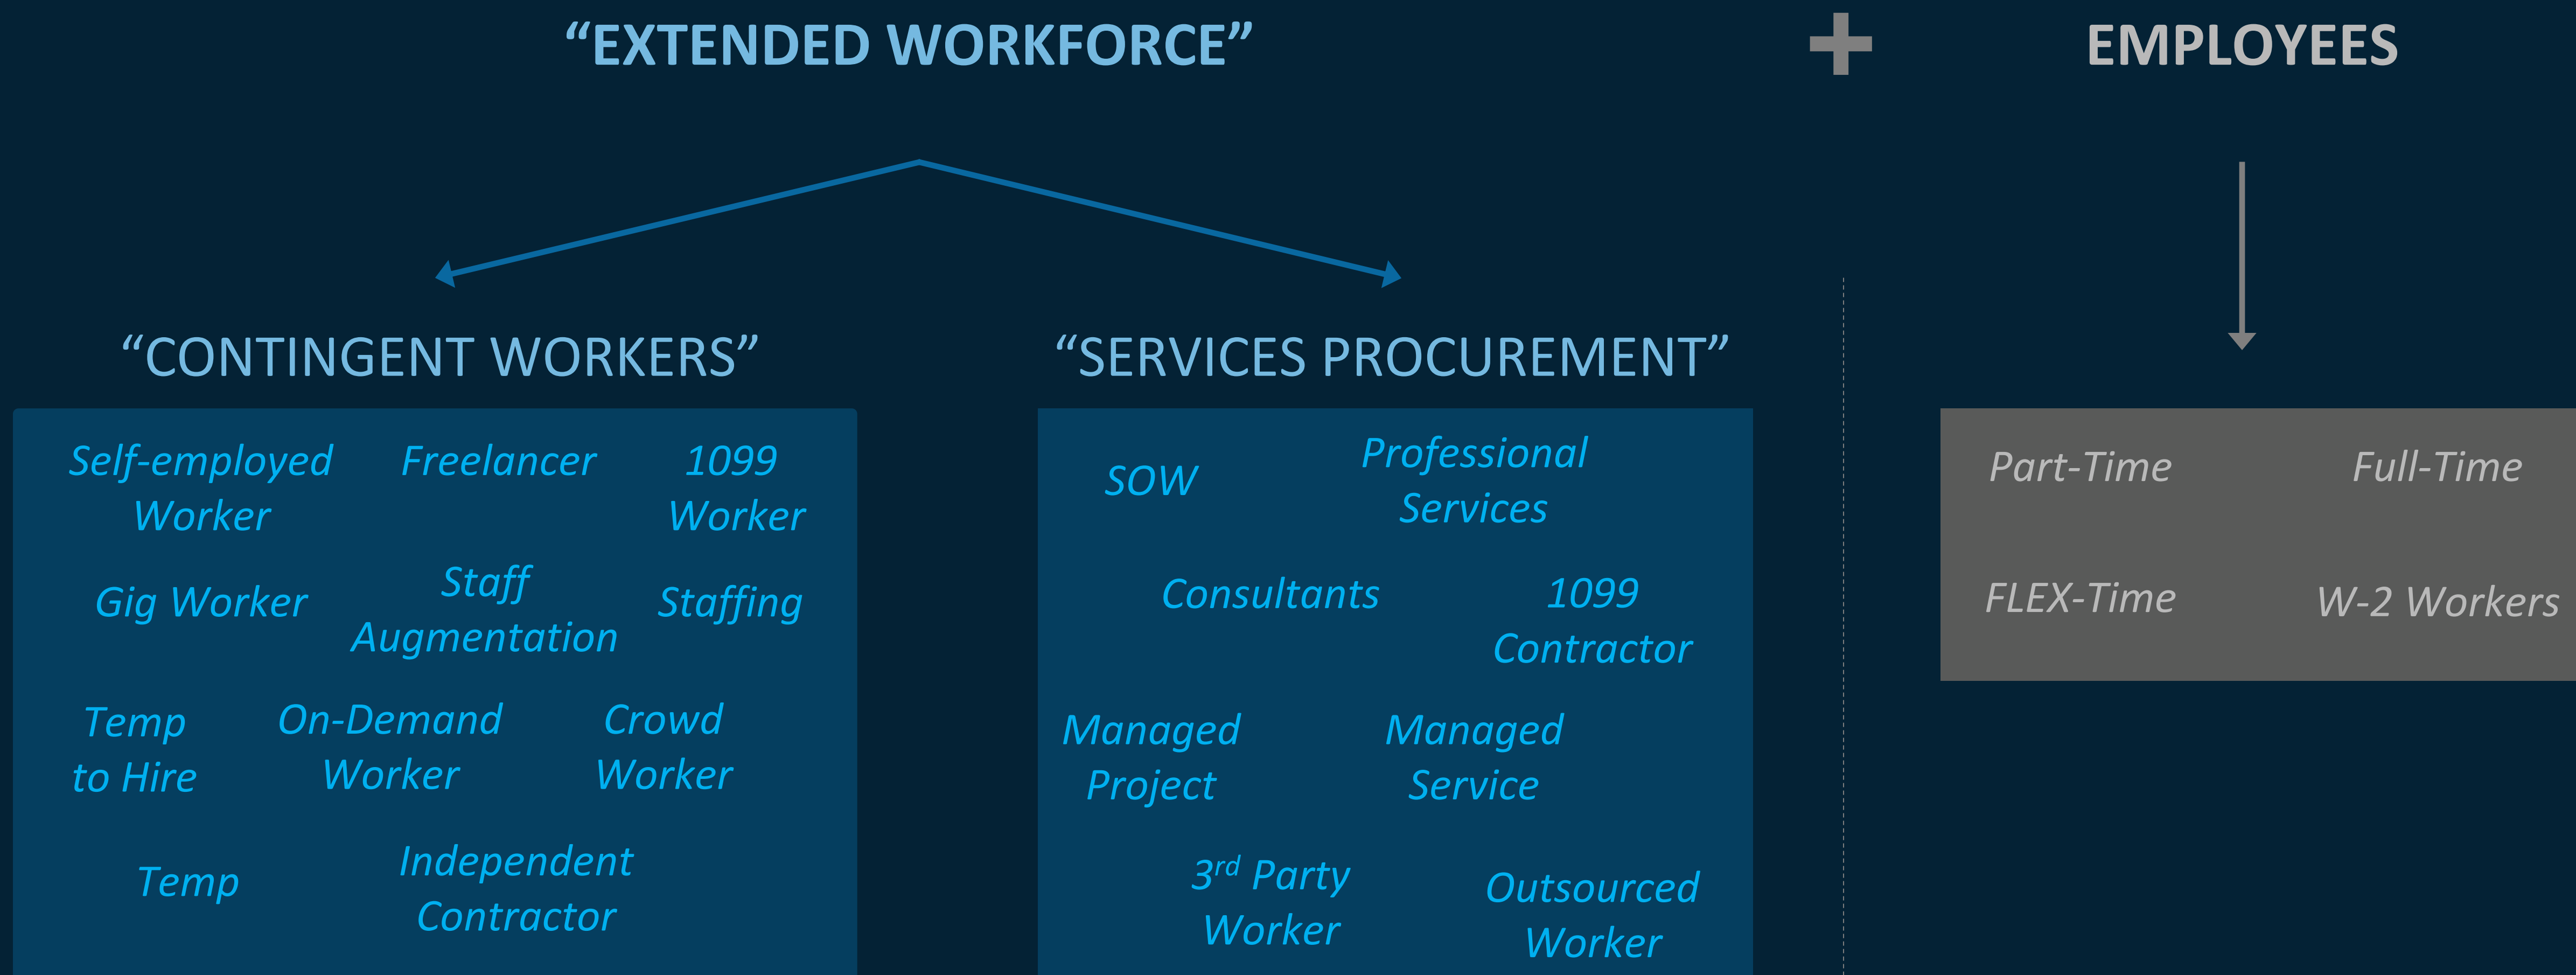 “EXTENDED WORKFORCE”
+
EMPLOYEES
“CONTINGENT WORKERS”
Self-employed
Worker
Freelancer
1099
Worker
Gig Worker
Staff
Augmentation
Staffing
Temp
to Hire
On-Demand
Worker
Crowd
Worker
Temp
Independent
Contractor
“SERVICES PROCUREMENT”
SOW
Professional
Services
Consultants
1099
Contractor
Managed
Project
Managed
Service
3rd Party
Worker
Outsourced
Worker
Part-Time
Full-Time
FLEX-Time
W-2 Workers